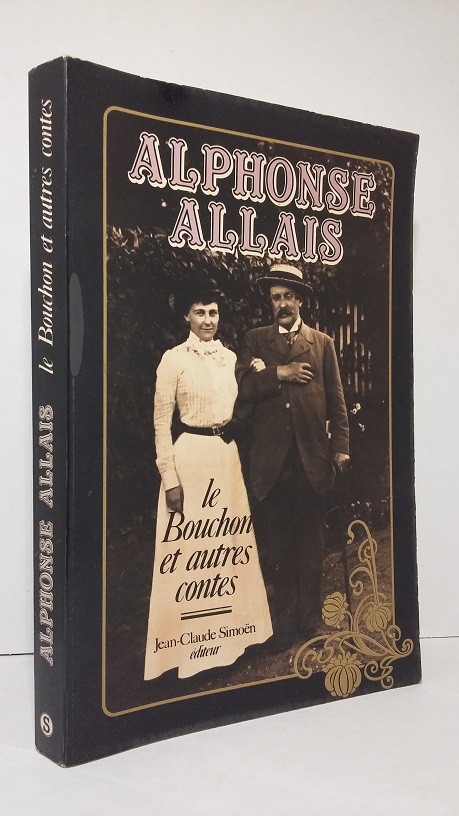 ALPHONSE
ALLAIS
le
Bouchon
et autres
contes
Jean-Claude Simoën
éditeur
ALPHONSE ALLAIS le Bouchon et autres contes
S